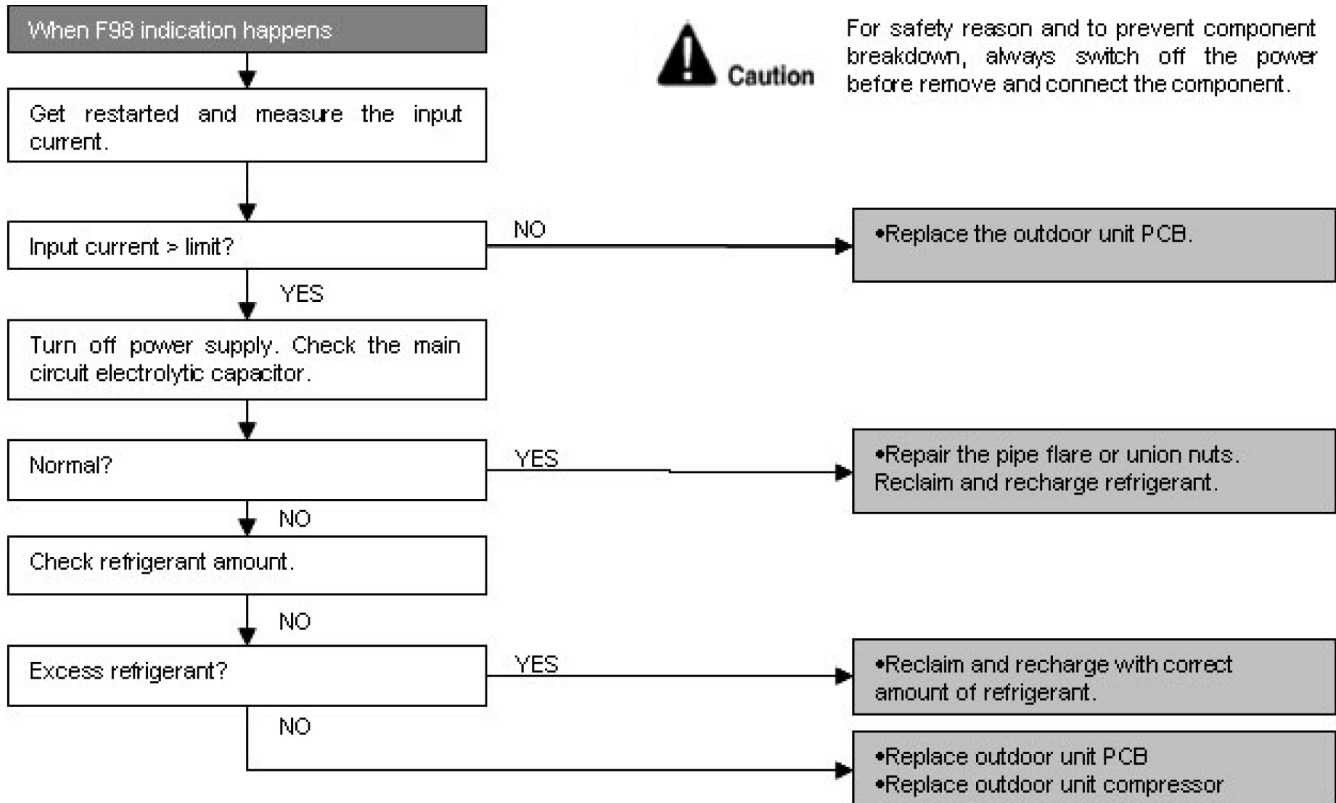 When F98 indication happens
Caution
For safety reason and to prevent component
breakdown, always switch off the power
before remove and connect the component.
Get restarted and measure the input
current.
Input current > limit?
NO
•Replace the outdoor unit PCB.
YES
Turn off power supply. Check the main
circuit electrolytic capacitor.
Normal?
YES
•Repair the pipe flare or union nuts.
Reclaim and recharge refrigerant.
NO
Check refrigerant amount.
NO
Excess refrigerant?
YES
•Reclaim and recharge with correct
amount of refrigerant.
NO
•Replace outdoor unit PCB
•Replace outdoor unit compressor